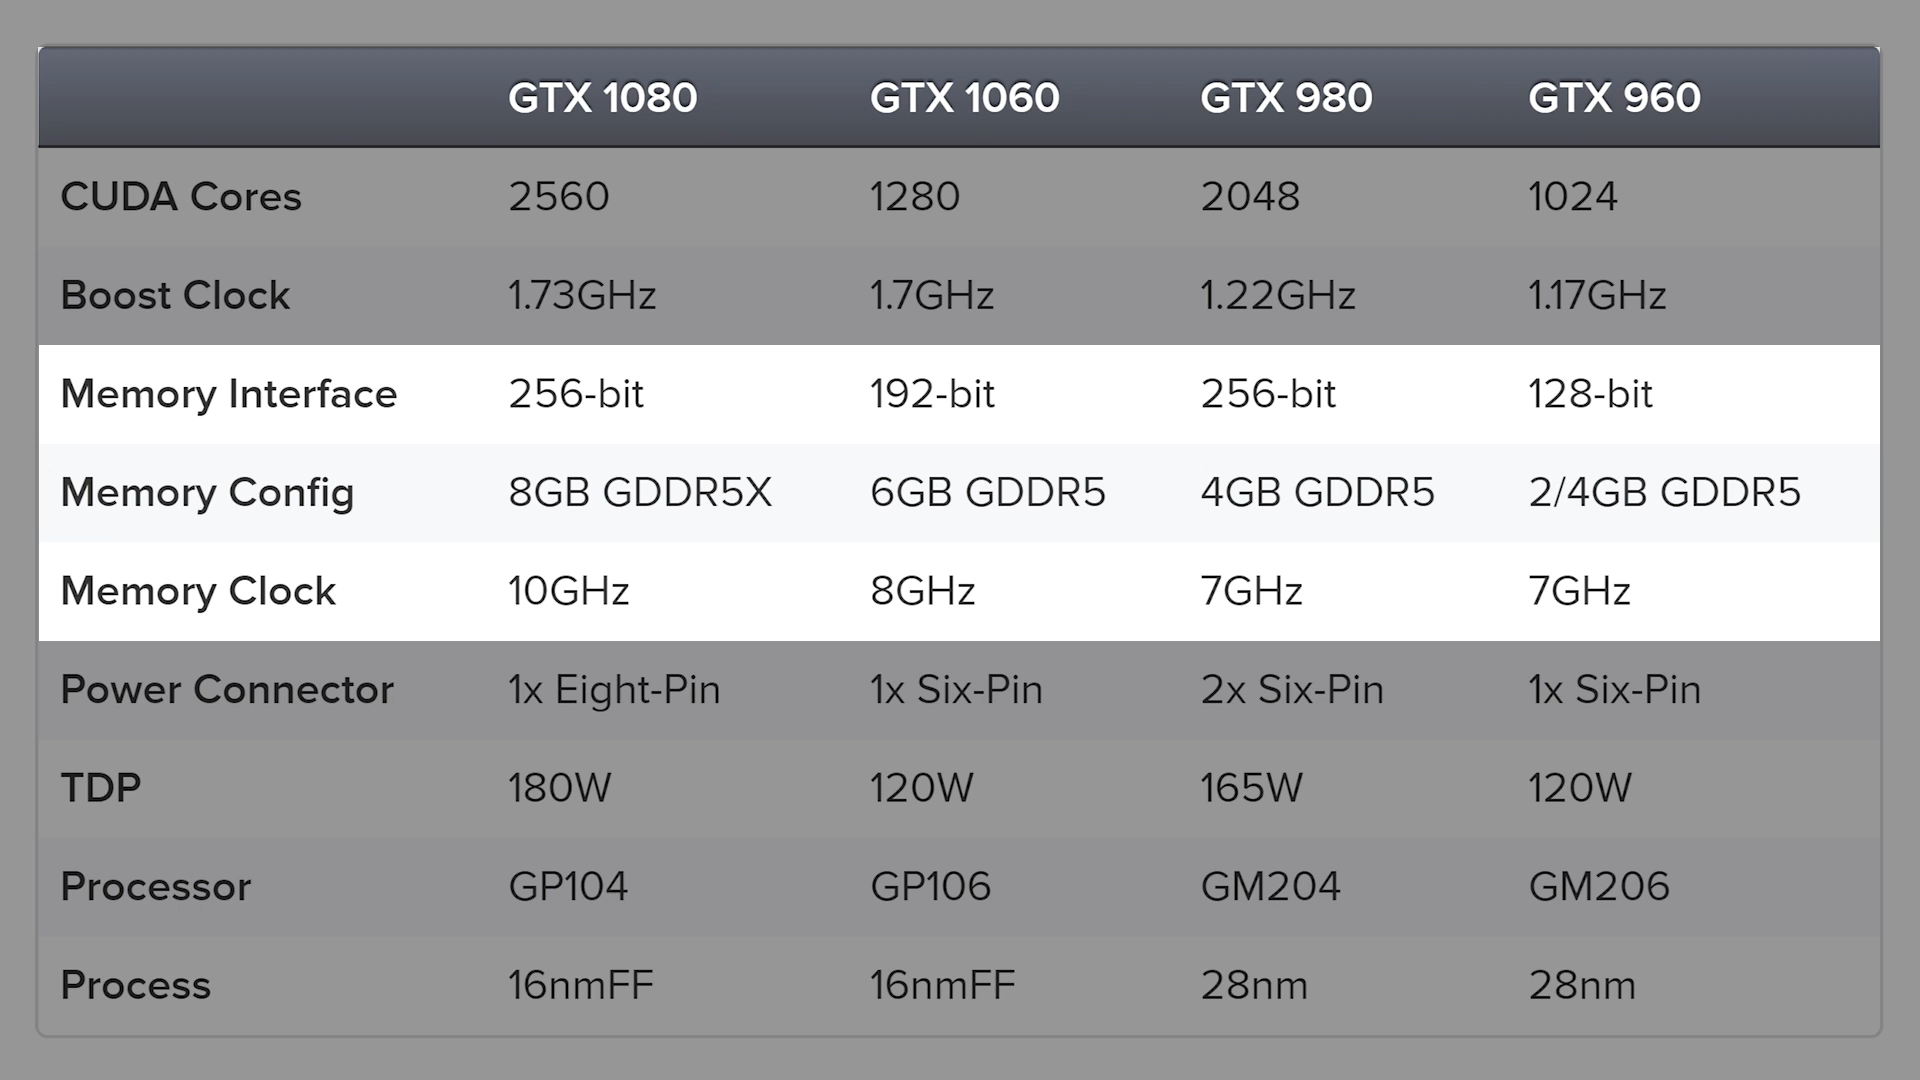 GTX 1080 GTX 1060 GTX 980 GTX 960
CUDA Cores 2560 1280 2048 1024
Boost Clock 1.73GHz 1.7GHz 1.22GHz 1.17GHz
Memory Interface 256-bit 192-bit 256-bit 128-bit
Memory Config 8GB GDDR5X 6GB GDDR5 4GB GDDR5 2/4GB GDDR5
Memory Clock 10GHz 8GHz 7GHz 7GHz
Power Connector 1x Eight-Pin 1x Six-Pin 2x Six-Pin 1x Six-Pin
TDP 180W 120W 165W 120W
Processor GP104 GP106 GM204 GM206
Process 16nmFF 16nmFF 28nm 28nm